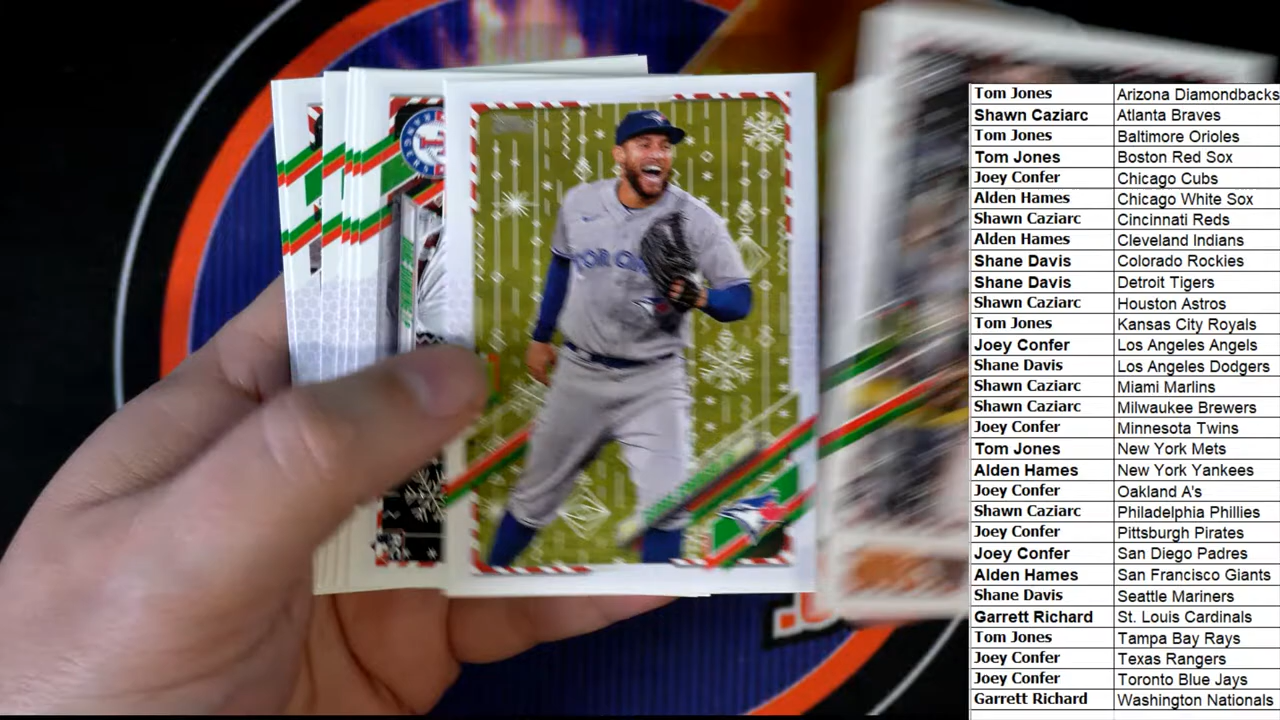 TORON
Tom Jones Arizona Diamondbacks
Shawn Caziarc Atlanta Braves
Tom Jones Baltimore Orioles
Tom Jones Boston Red Sox
Joey Confer Chicago Cubs
Alden Hames Chicago White Sox
Shawn Caziarc Cincinnati Reds
Alden Hames Cleveland Indians
Shane Davis Colorado Rockies
Shane Davis Detroit Tigers
Shawn Caziarc Houston Astros
Tom Jones Kansas City Royals
Joey Confer Los Angeles Angels
Shane Davis Los Angeles Dodgers
Shawn Caziarc Miami Marlins
Shawn Caziarc Milwaukee Brewers
Joey Confer Minnesota Twins
Tom Jones New York Mets
Alden Hames New York Yankees
Joey Confer Oakland A's
Shawn Caziarc Philadelphia Phillies
Joey Confer Pittsburgh Pirates
Joey Confer San Diego Padres
Alden Hames San Francisco Giants
Shane Davis Seattle Mariners
Garrett Richard St. Louis Cardinals
Tom Jones Tampa Bay Rays
Joey Confer Texas Rangers
Joey Confer Toronto Blue Jays
Garrett Richard Washington Nationals